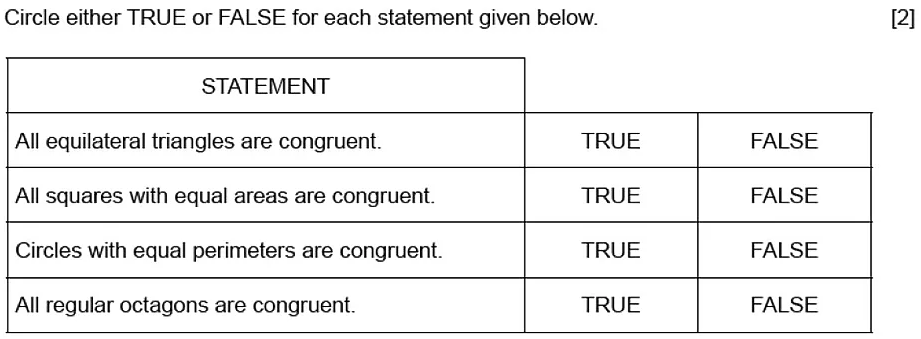 Circle either TRUE or FALSE for each statement given below. [2]
STATEMENT
All equilateral triangles are congruent. TRUE FALSE
All squares with equal areas are congruent. TRUE FALSE
Circles with equal perimeters are congruent. TRUE FALSE
All regular octagons are congruent. TRUE FALSE